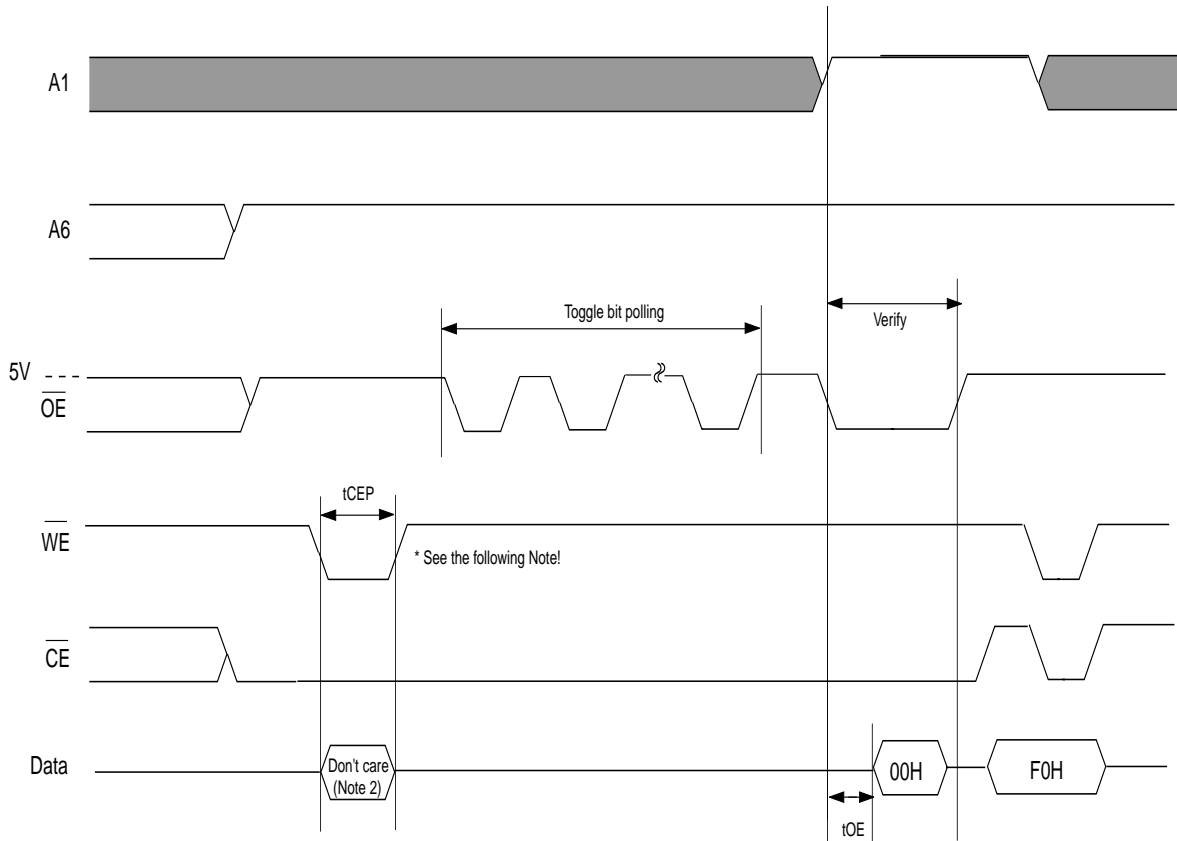 A1
A6
Toggle bit polling
Verify
5V
OE
tCEP
WE
* See the following Note!
CE
Data
Don't care
(Note 2)
00H
F0H
tOE